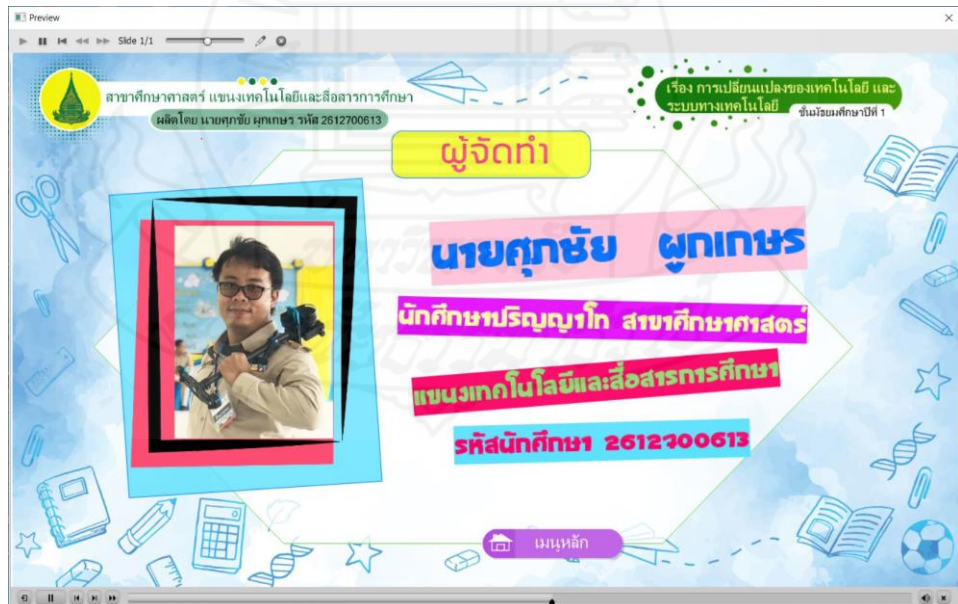 Preview
Slide 1/1
สาขาศึกษาศาสตร์ แขนงเทคโนโลยีและสื่อสารการศึกษา
ผลิตโดย นายศุภชัย ผูกเกษร รหัส 2612700613
เรื่อง การเปลี่ยนแปลงของเทคโนโลยี และ
ระบบทางเทคโนโลยี
ชั้นมัธยมศึกษาปีที่ 1
ผู้จัดทำ
นายศุภชัย ผูกเกษร
นักศึกษาปริญญาโท สาขาศึกษาศาสตร์
แขนงเทคโนโลยีและสื่อสารการศึกษา
รหัสนักศึกษา 2612700613
เมนูหลัก